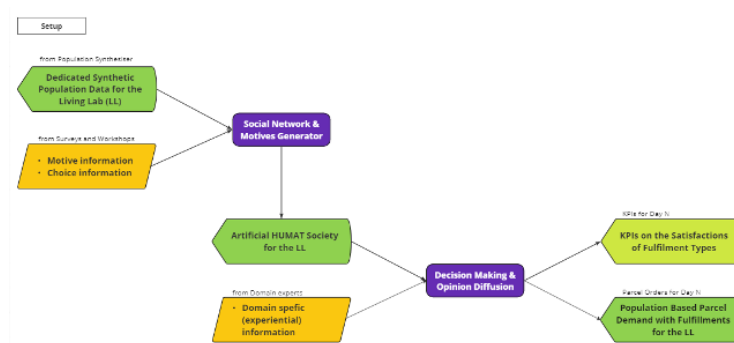 Setup
from Population Synthesiser
Dedicated Synthetic
Population Data for the
Living Lab (LL)
from Surveys and Workshops
• Motive information
• Choice information
Social Network &
Motives Generator
Artificial HUMAT Society
for the LL
from Domain experts
• Domain spefic
(experiential)
information
Decision Making &
Opinion Diffusion
KPIs for Day N
KPIs on the Satisfactions
of Fulfilment Types
Parcel Orders for Day N
Population Based Parcel
Demand with Fulfillments
for the LL